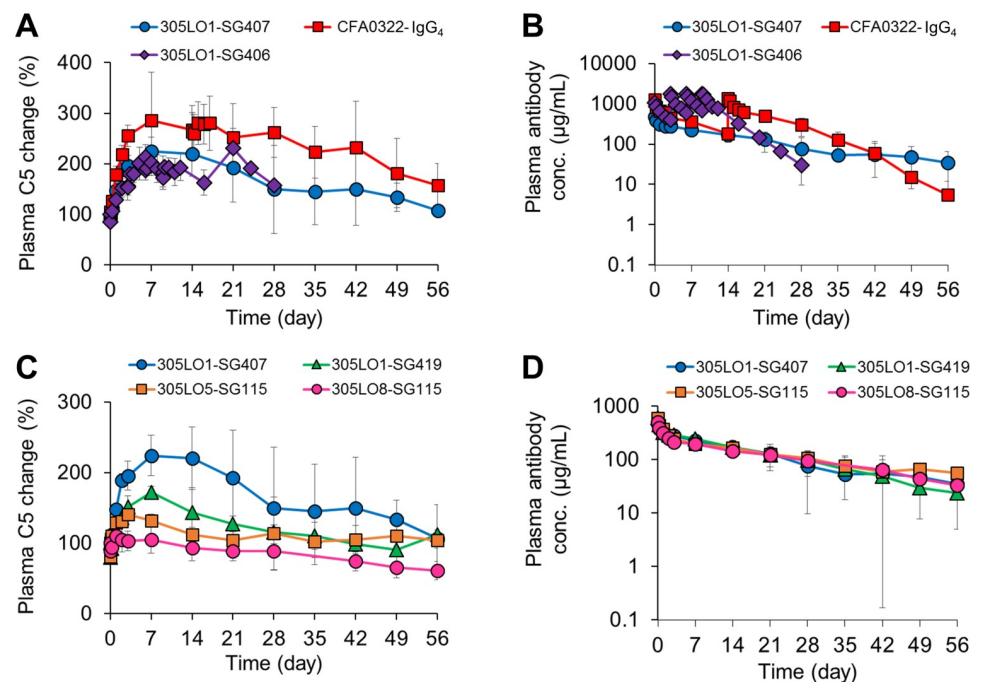 A
305LO1-SG407
CFA0322-IgG4
305LO1-SG406
Plasma C5 change (%)
400
300
200
100
0
0 7 14 21 28 35 42 49 56
Time (day)
B
305LO1-SG407
CFA0322-IgG4
305LO1-SG406
Plasma antibody
conc. (μg/mL)
10000
1000
100
10
1
0.1
0 7 14 21 28 35 42 49 56
Time (day)
C
305LO1-SG407
305LO1-SG419
305LO5-SG115
305LO8-SG115
Plasma C5 change (%)
300
200
100
0
0 7 14 21 28 35 42 49 56
Time (day)
D
305LO1-SG407
305LO1-SG419
305LO5-SG115
305LO8-SG115
Plasma antibody
conc. (μg/mL)
1000
100
10
1
0.1
0 7 14 21 28 35 42 49 56
Time (day)